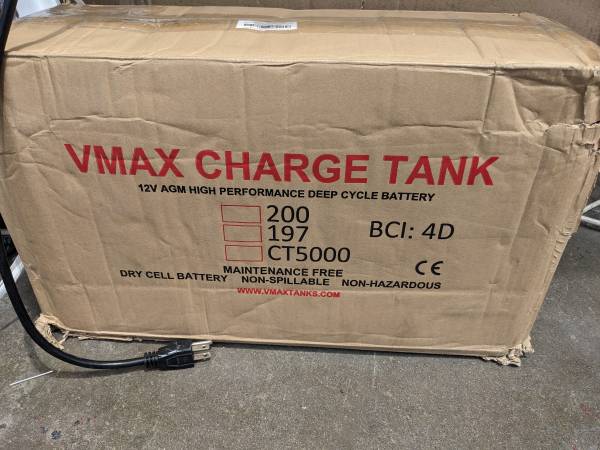 VMAX CHARGE TANK
12V AGM HIGH PERFORMANCE DEEP CYCLE BATTERY
200
197
CT5000
BCI: 4D
MAINTENANCE FREE
CE
DRY CELL BATTERY NON-SPILLABLE NON-HAZARDOUS
WWW.VMAXTANKS.COM